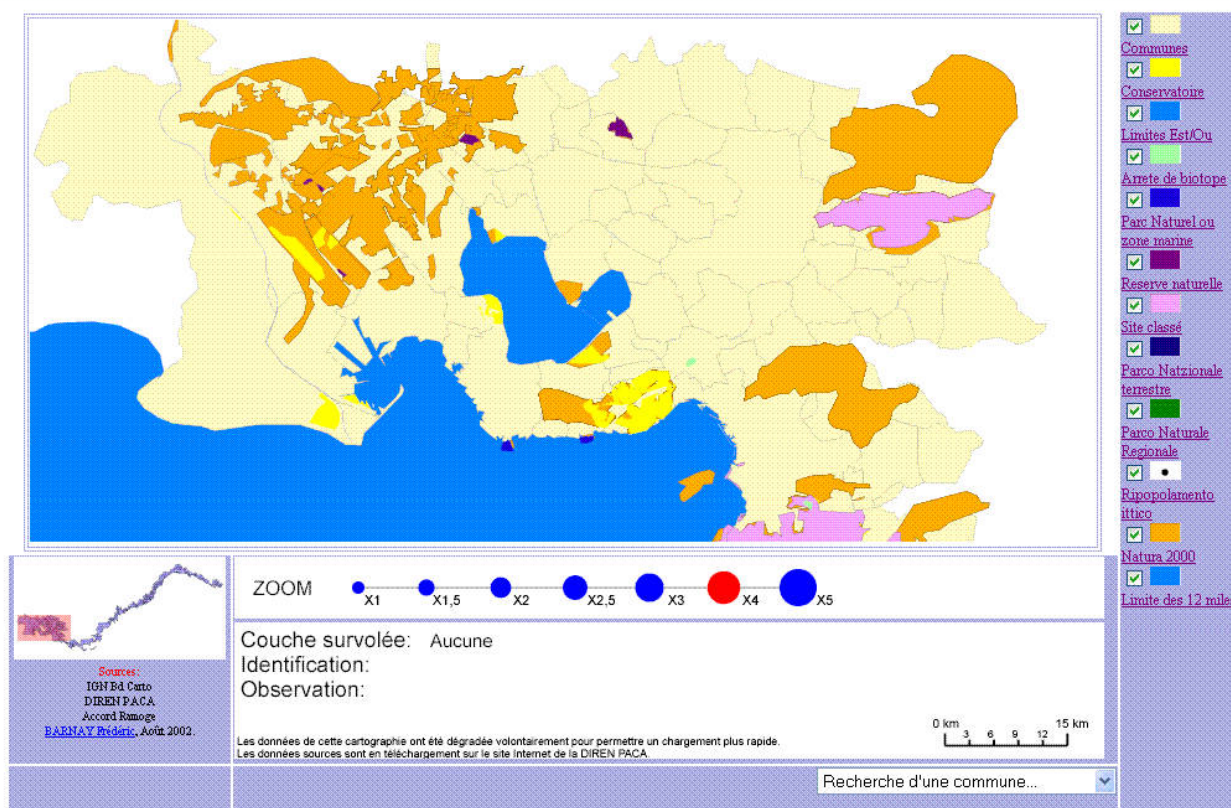 Communes
Conservatoire
Limites Est/Ou
Arrete de biotope
Parc Naturel ou
zone marine
Reserve naturelle
Site classé
Parco Natzionale
terrestre
Parco Naturale
Regionale
Ripopolamento
ittico
Natura 2000
Limite des 12 mile
ZOOM
X1 X1,5 X2 X2,5 X3 X4 X5
Couche survolée: Aucune
Identification:
Observation:
Sources:
IGN Bd Carto
DIREN PACA
Accord Ramoge
BARNAY Frédéric, Août 2002.
0 km 15 km
3 6 9 12
Les données de cette cartographie ont été dégradée volontairement pour permettre un chargement plus rapide.
Les données sources sont en téléchargement sur le site Internet de la DIREN PACA.
Recherche d'une commune...